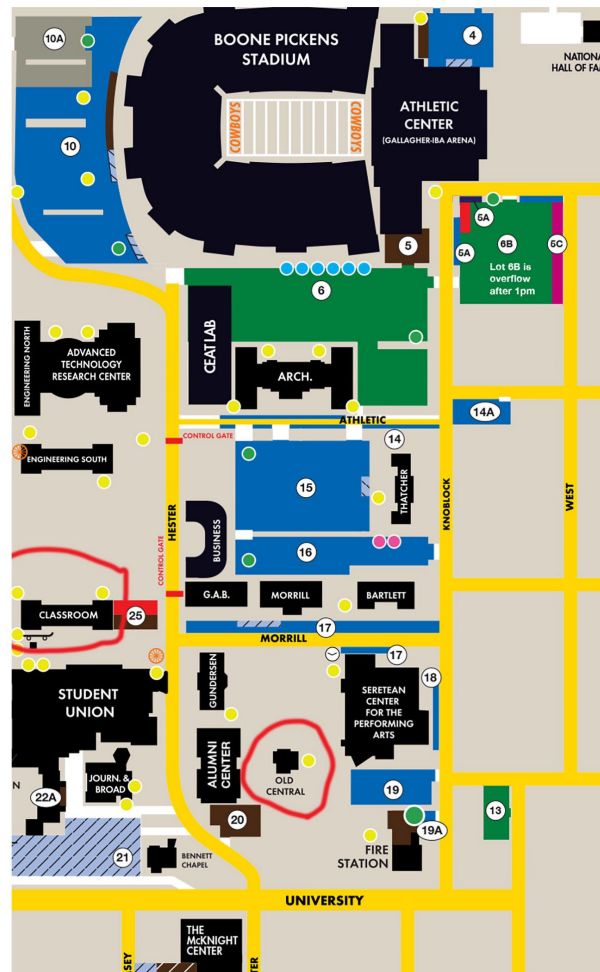 10A
4
BOONE PICKENS
STADIUM
NATIONA
HALL OF FA
COWBOYS
COWBOYS
ATHLETIC
CENTER
(GALLAGHER-IBA ARENA)
10
5
5A
5A
6B
5C
Lot 6B is
overflow
after 1pm
6
CEAT LAB
ENGINEERING NORTH
ADVANCED
TECHNOLOGY
RESEARCH CENTER
ARCH.
14A
ATHLETIC
CONTROL GATE
14
ENGINEERING SOUTH
15
THATCHER
KNOBLOCK
WEST
HESTER
BUSINESS
CONTROL GATE
16
G.A.B.
MORRILL
BARTLETT
CLASSROOM
25
17
MORRILL
17
STUDENT
UNION
GUNDERSEN
SERETEAN
CENTER
FOR THE
PERFORMING
ARTS
18
ALUMNI
CENTER
OLD
CENTRAL
JOURN. &
BROAD
N
22A
19
13
20
19A
21
BENNETT
CHAPEL
FIRE
STATION
UNIVERSITY
THE
McKNIGHT
CENTER
SEY
TER